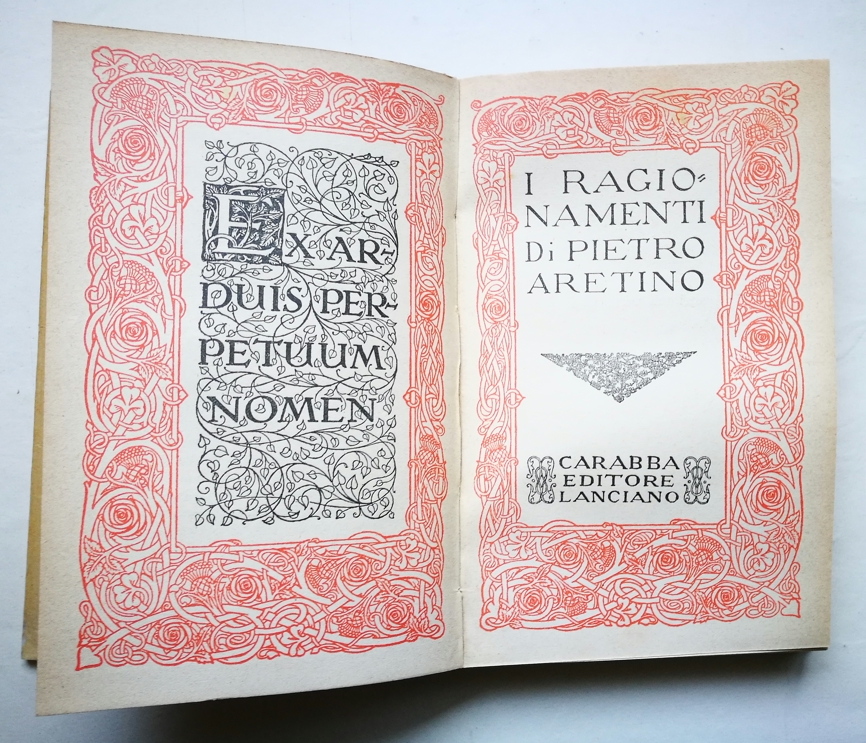 EX AR-
DUIS PER-
PETUUM
NOMEN
I RAGIO=
NAMENTI
Di PIETRO
ARETINO
CARABBA
EDITORE
LANCIANO